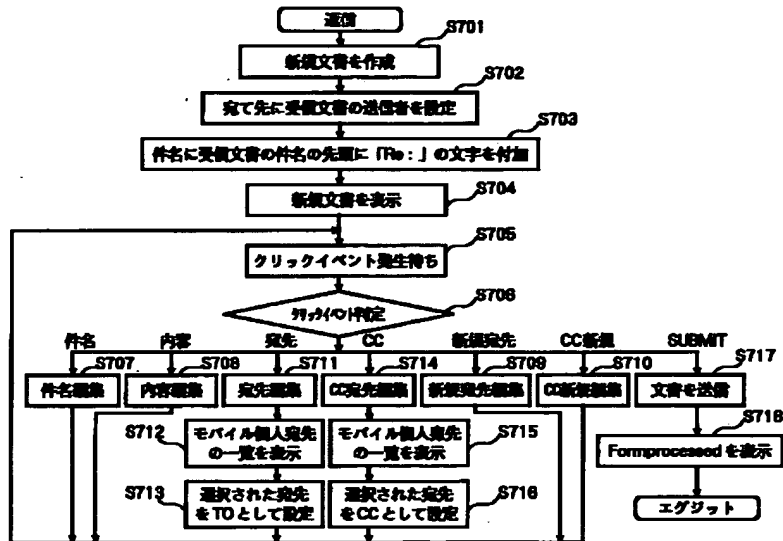 返信
S701
新規文書を作成
S702
宛て先に受信文書の送信者を設定
S703
件名に受信文書の件名の先頭に「Re:」の文字を付加
S704
新規文書を表示
S705
クリックイベント発生待ち
S706
クリックイベント判定
件名 内容 宛先 CC 新規宛先 CC新規 SUBMIT
S707 S708 S711 S714 S709 S710 S717
件名編集 内容編集 宛先編集 CC宛先編集 新規宛先編集 CC新規編集 文書を送信
S712 S715 S718
モバイル個人宛先 モバイル個人宛先
の一覧を表示 の一覧を表示
Formprocessedを表示
S713 S716
選択された宛先 選択された宛先
をTOとして設定 をCCとして設定
エグジット